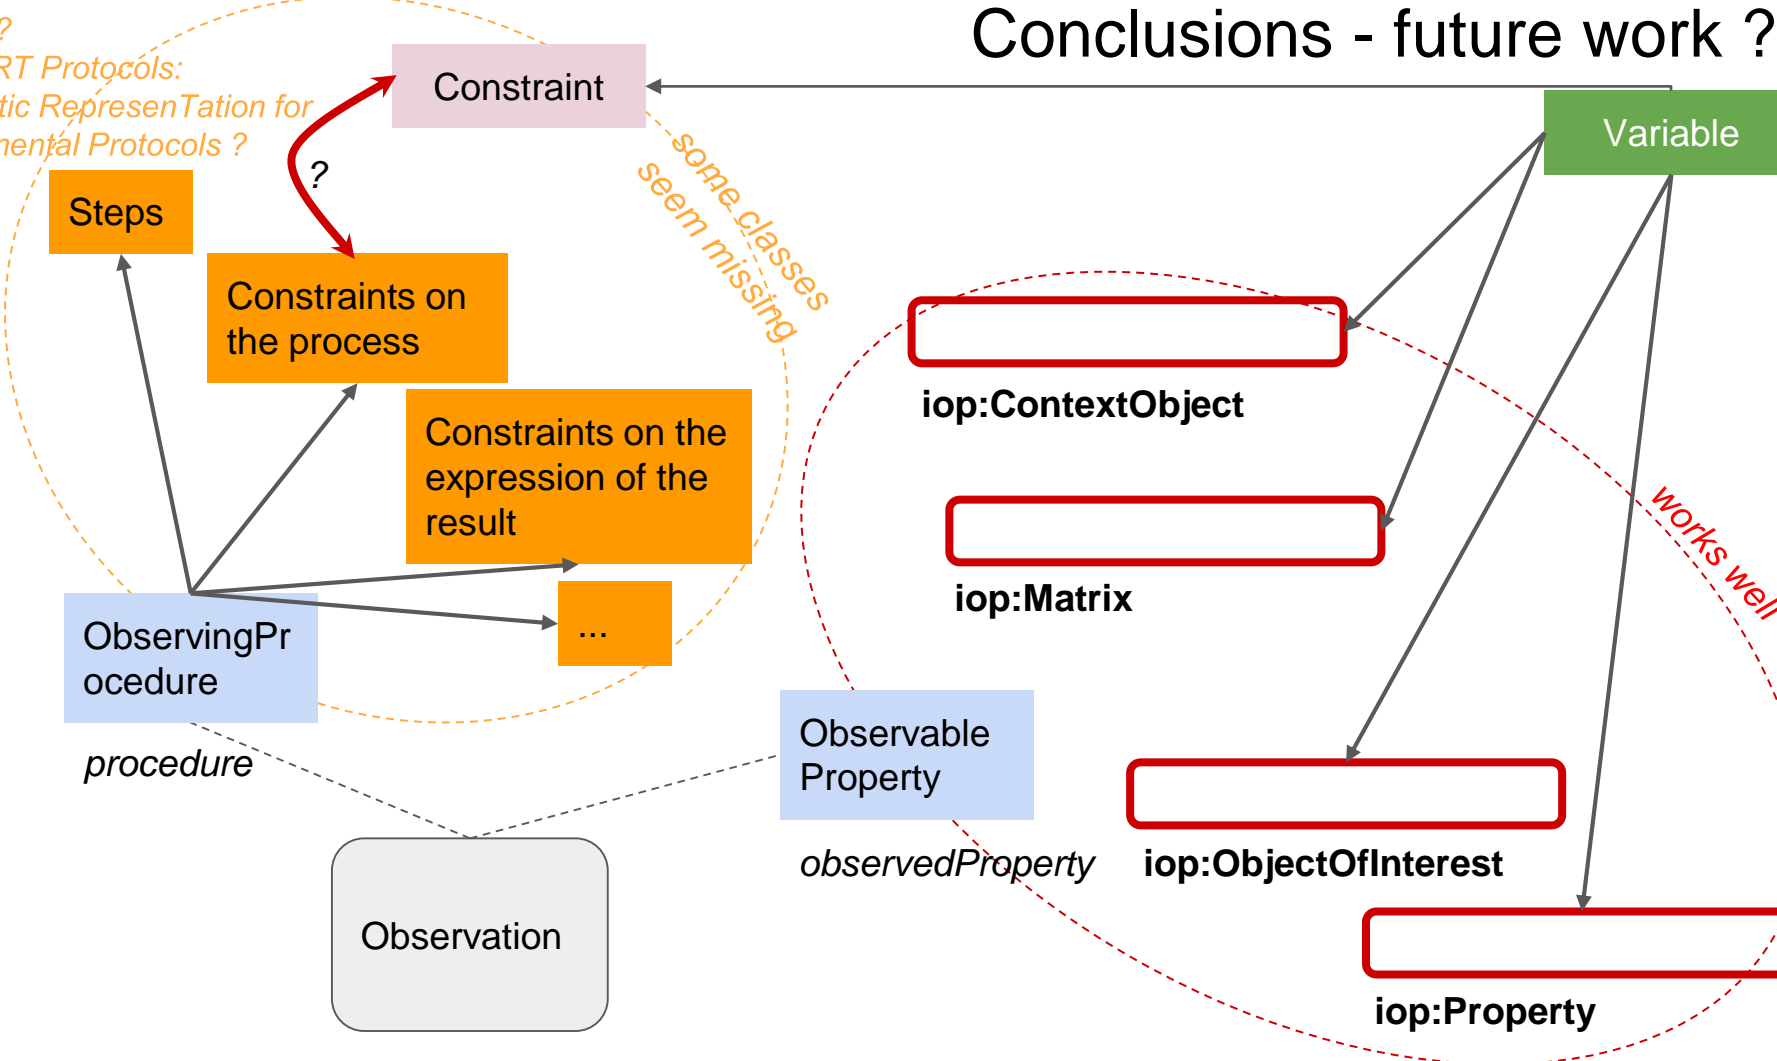 Conclusions - future work ?
?
RT Protocols:
tic RepresenTation for
mental Protocols ?
Constraint
Variable
?
some classes
seem missing
Steps
Constraints on
the process
Constraints on the
expression of the
result
...
ObservingPr
ocedure
procedure
iop:ContextObject
iop:Matrix
works well
Observable
Property
observedProperty
iop:ObjectOfInterest
Observation
iop:Property